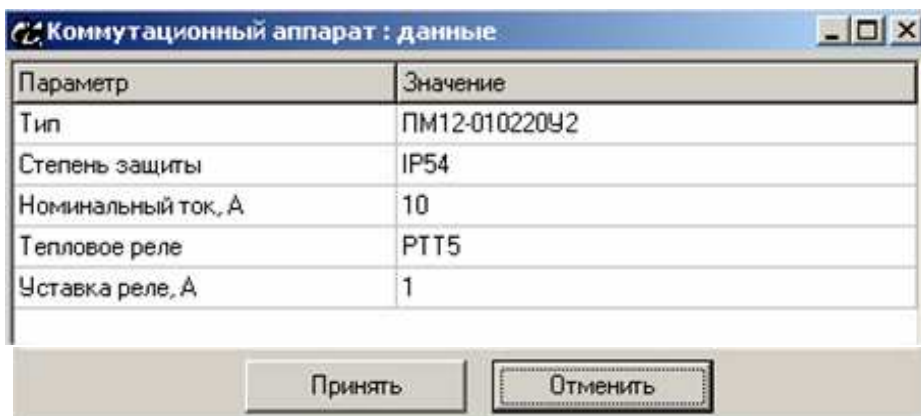 Коммутационный аппарат : данные
Параметр Значение
Тип ПМ12-010220У2
Степень защиты IP54
Номинальный ток, А 10
Тепловое реле РТТ5
Уставка реле, А 1
Принять Отменить